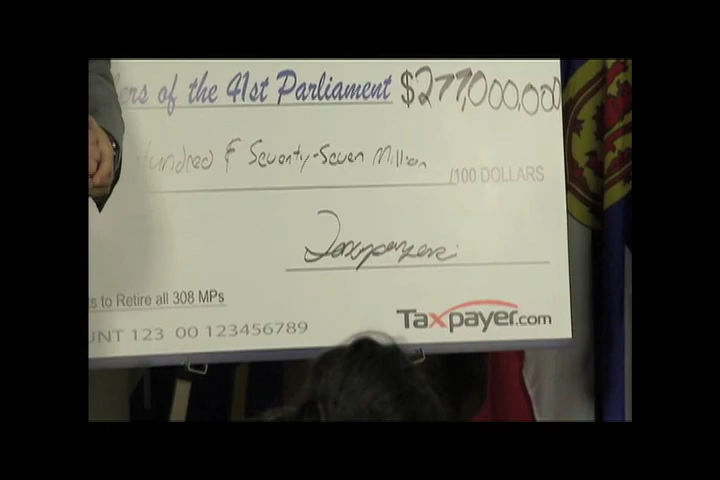 ers of the 41st Parliament $277,000,000
Hundred & Seventy-Seven Million
/100 DOLLARS
Taxpayers
s to Retire all 308 MPs
UNT 123 00 123456789
Taxpayer.com